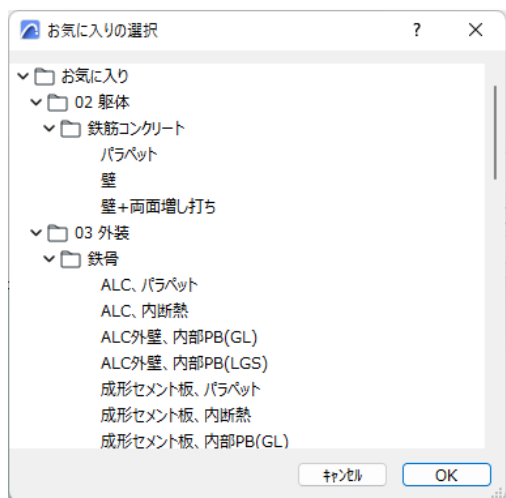 お気に入りの選択
?
お気に入り
02 躯体
鉄筋コンクリート
パラペット
壁
壁+両面増し打ち
03 外装
鉄骨
ALC、パラペット
ALC、内断熱
ALC外壁、内部PB(GL)
ALC外壁、内部PB(LGS)
成形セメント板、パラペット
成形セメント板、内断熱
成形セメント板、内部PB(GL)
ｷｬﾝｾﾙ
OK